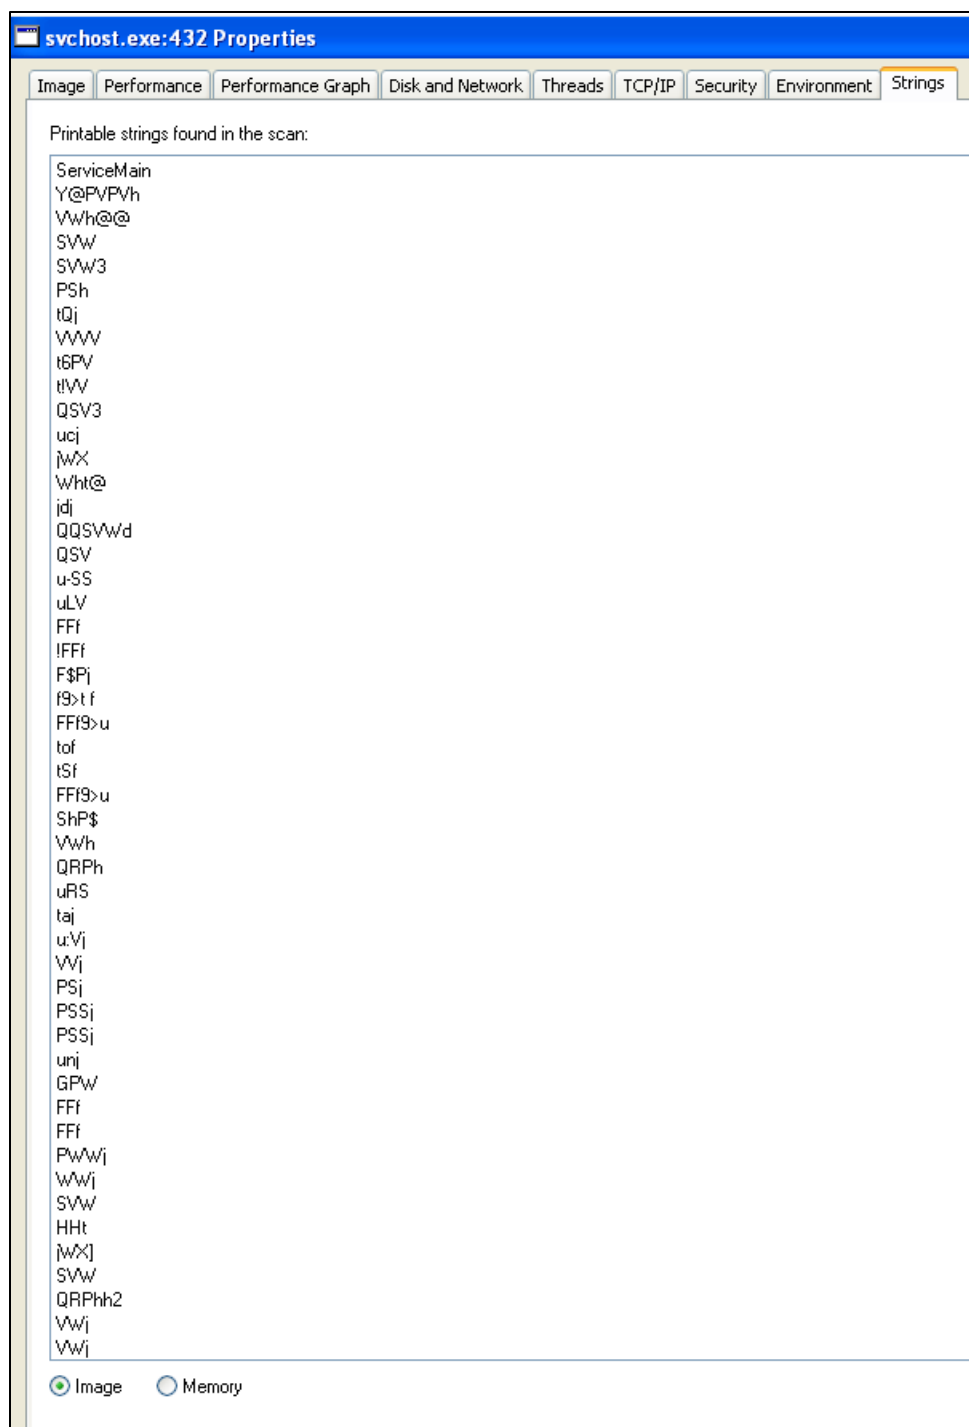 svchost.exe:432 Properties
Image Performance Performance Graph Disk and Network Threads TCP/IP Security Environment Strings
Printable strings found in the scan:
ServiceMain
Y@PVPVh
VWh@@
SVW
SVW3
PSh
tQj
VVVV
t6PV
t!VV
QSV3
ucj
jWX
Wht@
jdj
QQSVWd
QSV
u-SS
uLV
FFf
!FFf
F$Pj
f9>t f
FFf9>u
tof
tSf
FFf9>u
ShP$
VWh
QRPh
uRS
taj
u:Vj
VVj
PSj
PSSj
PSSj
unj
GPW
FFf
FFf
PWWj
WWj
SVW
HHt
jWX]
SVW
QRPhh2
VWj
VWj
Image Memory